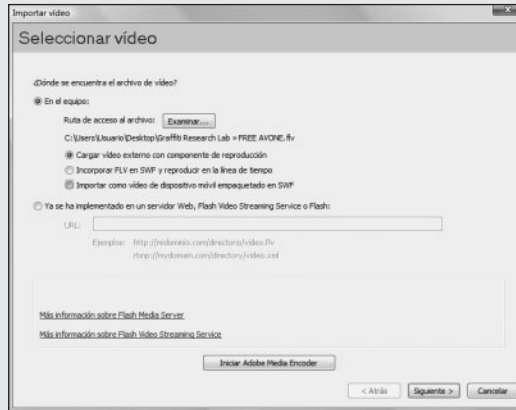 Importar vídeo
Seleccionar vídeo
¿Dónde se encuentra el archivo de vídeo?
En el equipo:
Ruta de acceso al archivo: Examinar...
C:\Users\Usuario\Desktop\Graffiti Research Lab » FREE AVONE.flv
Cargar vídeo externo con componente de reproducción
Incorporar FLV en SWF y reproducir en la línea de tiempo
Importar como vídeo de dispositivo móvil empaquetado en SWF
Ya se ha implementado en un servidor Web, Flash Video Streaming Service o Flash:
URL:
Ejemplos: http://midominio.com/directorio/video.flv
rtmp://mydomain.com/directory/video.xml
Más información sobre Flash Media Server
Más información sobre Flash Video Streaming Service
Iniciar Adobe Media Encoder
< Atrás Siguiente > Cancelar